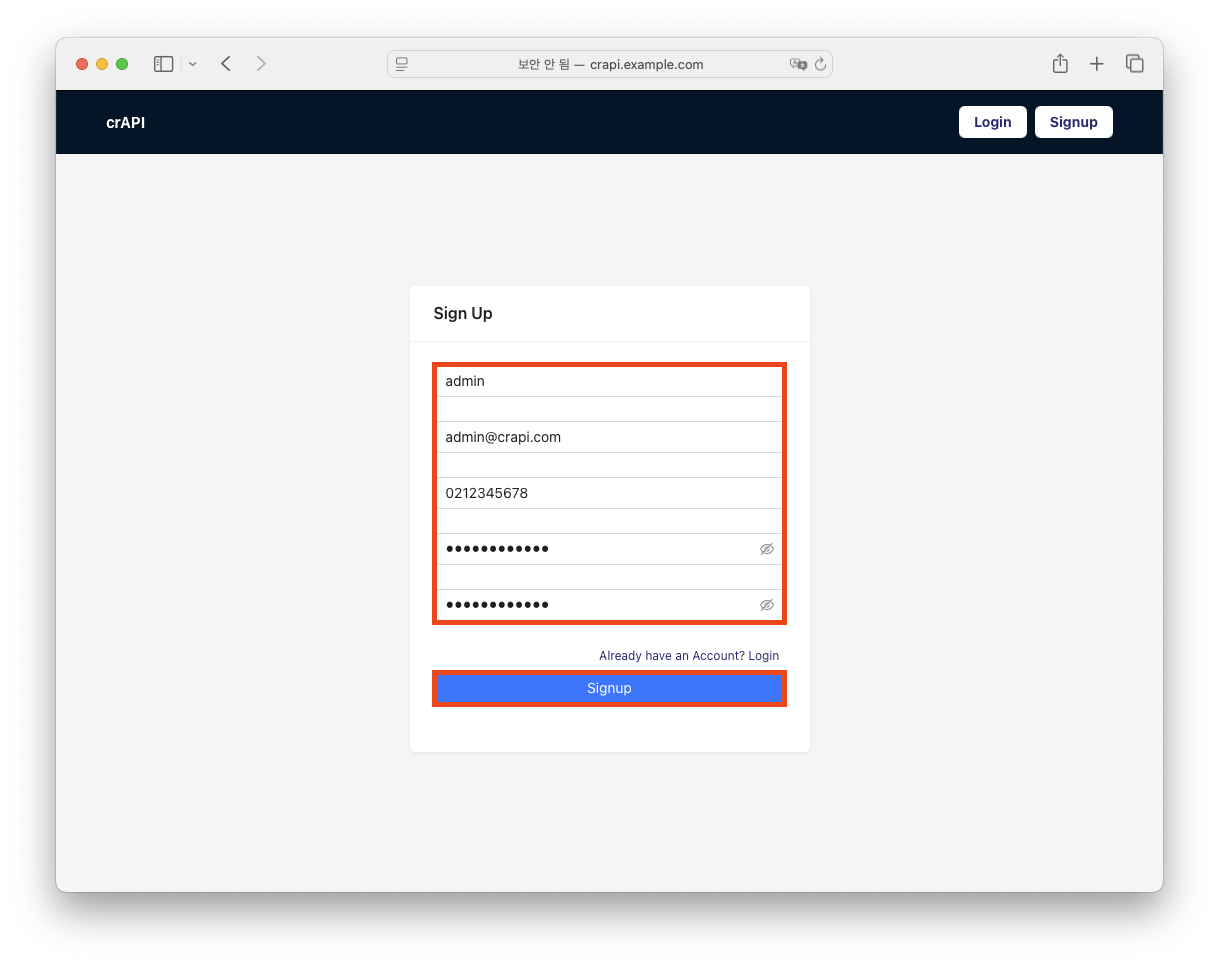 보안 안 됨 — crapi.example.com
crAPI
Login
Signup
Sign Up
admin
admin@crapi.com
0212345678
●●●●●●●●●●●●
●●●●●●●●●●●●
Already have an Account? Login
Signup